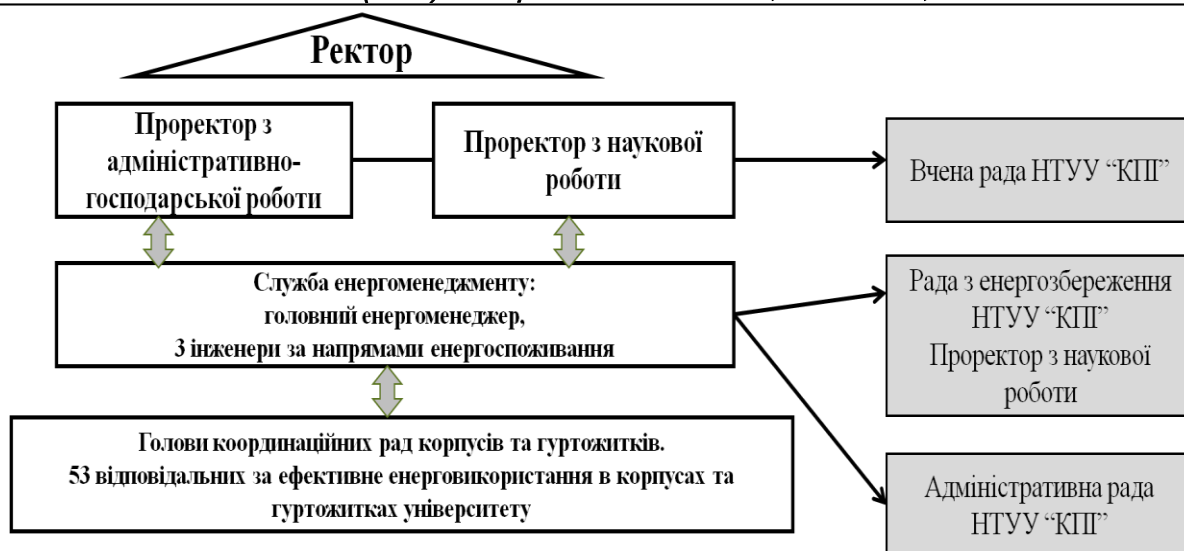 Ректор
Проректор з
адміністративно-
господарської роботи
Проректор з наукової
роботи
Вчена рада НТУУ “КПІ”
Служба енергоменеджменту:
головний енергоменеджер,
3 інженери за напрямами енергоспоживання
Рада з енергозбереження
НТУУ “КПІ”
Проректор з наукової
роботи
Голови координаційних рад корпусів та гуртожитків.
53 відповідальних за ефективне енерговикористання в корпусах та
гуртожитках університету
Адміністративна рада
НТУУ “КПІ”